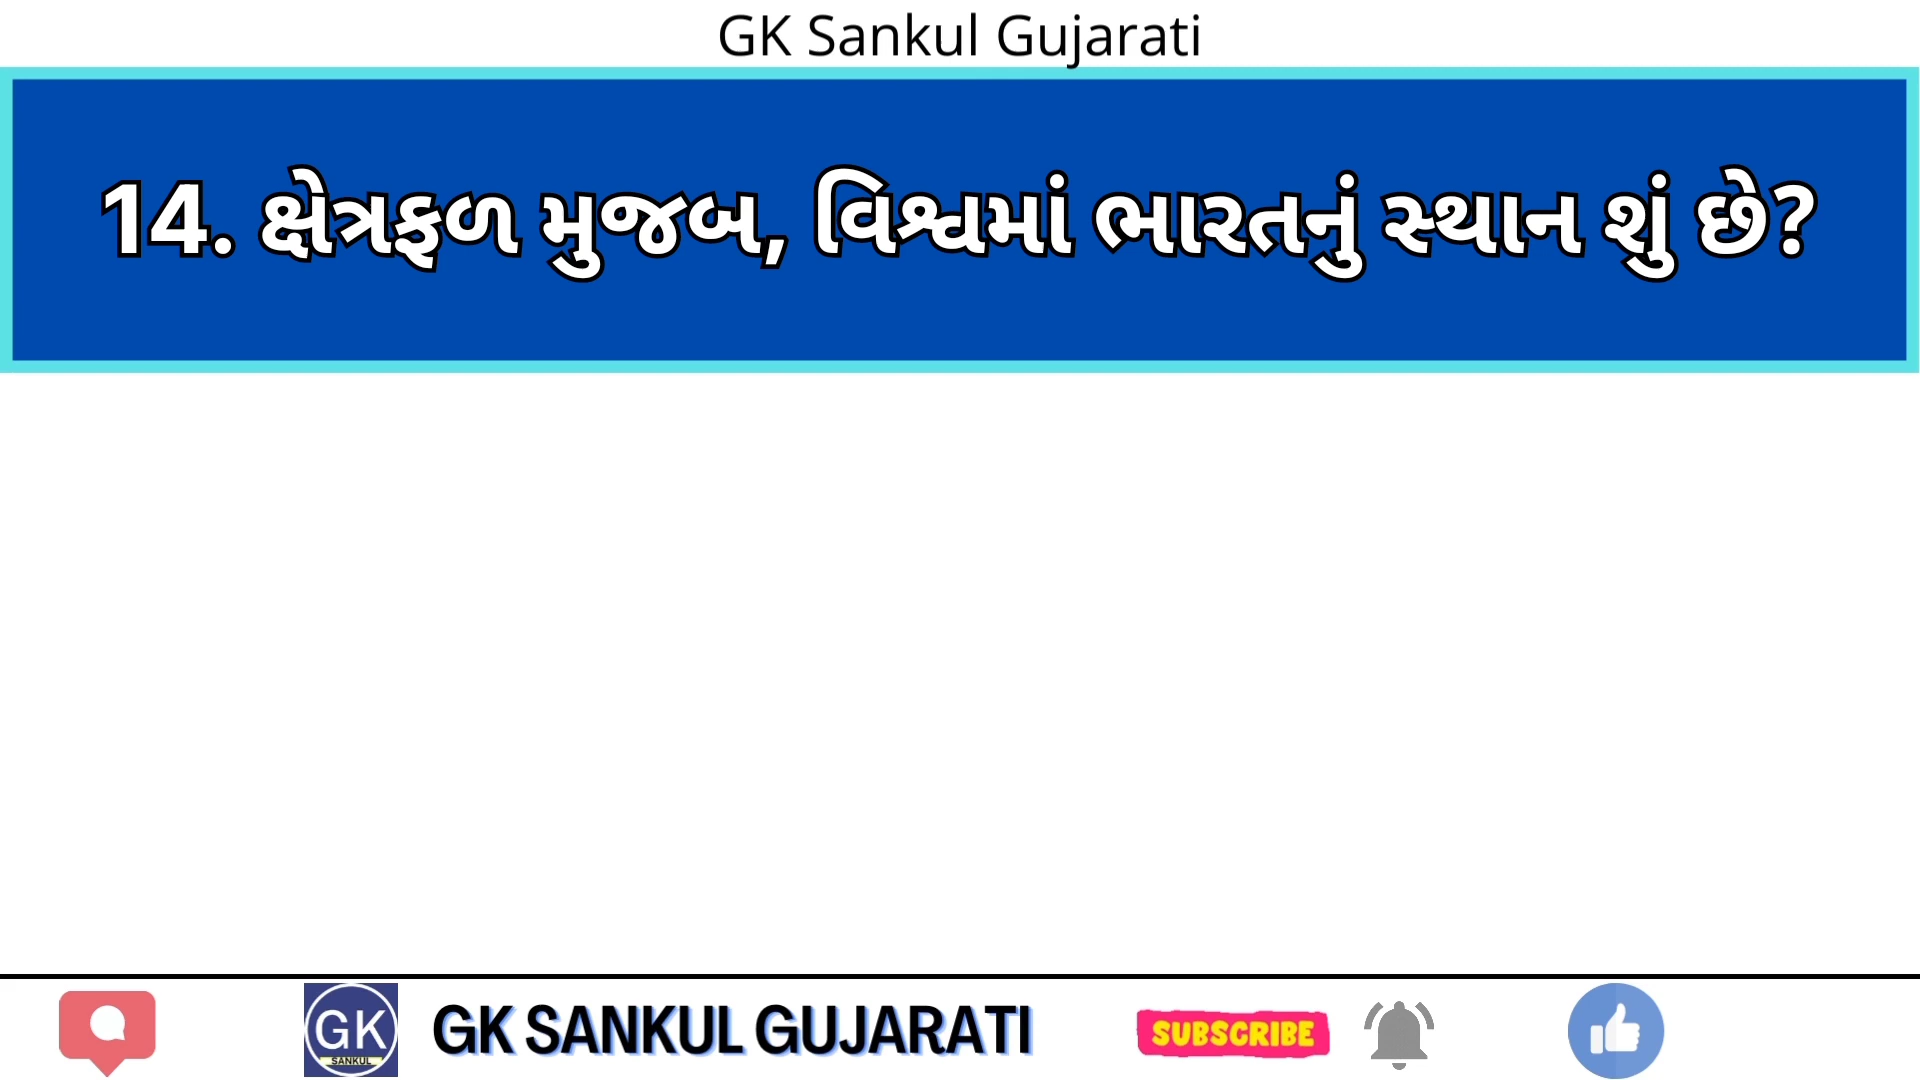 GK Sankul Gujarati
14. ક્ષેત્રફળ મુજબ, વિશ્વમાં ભારતનું સ્થાન શું છે?
GK
SANKUL
GK SANKUL GUJARATI
SUBSCRIBE